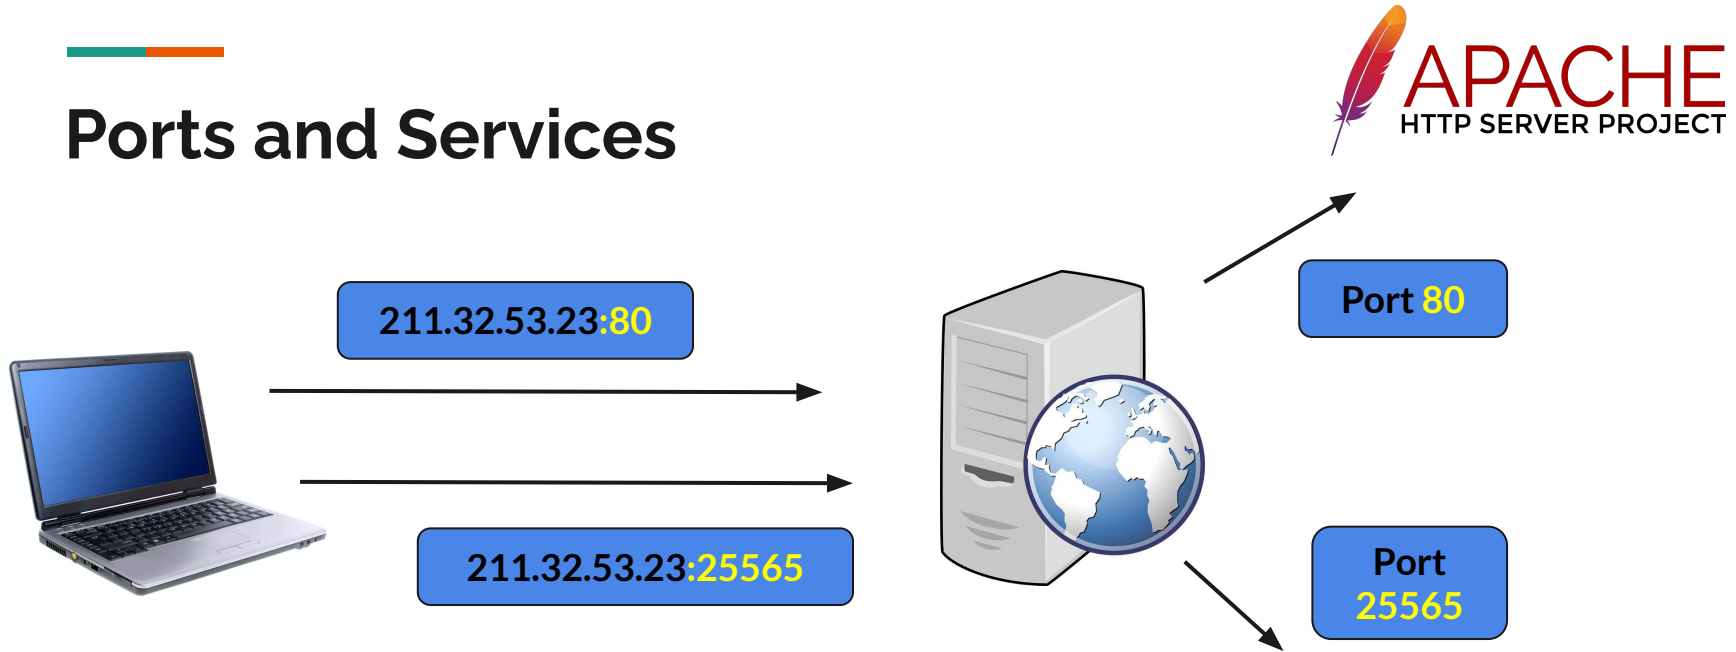 APACHE
HTTP SERVER PROJECT
Ports and Services
211.32.53.23:80
Port 80
211.32.53.23:25565
Port
25565